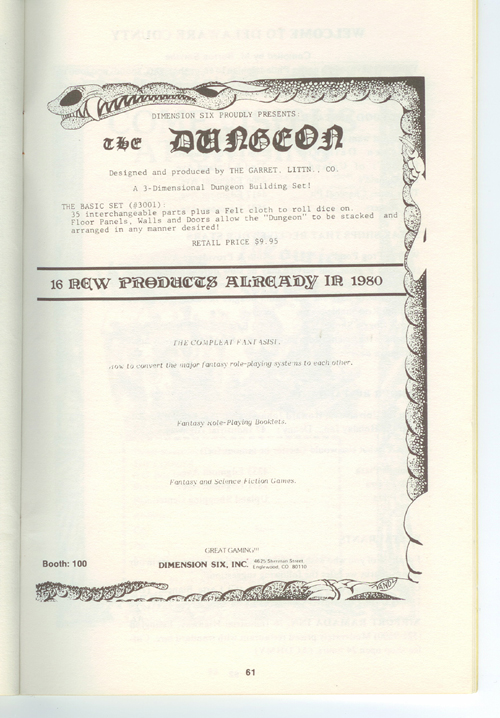 DIMENSION SIX PROUDLY PRESENTS:
THE DUNGEON
Designed and produced by THE GARRET, LITTN., CO.
A 3-Dimensional Dungeon Building Set!
THE BASIC SET (#3001):
35 interchangeable parts plus a Felt cloth to roll dice on.
Floor Panels, Walls and Doors allow the "Dungeon" to be stacked and
arranged in any manner desired!
RETAIL PRICE $9.95
16 NEW PRODUCTS ALREADY IN 1980
THE COMPLEAT FANTASIST.
How to convert the major fantasy role-playing systems to each other.
Fantasy Role-Playing Booklets.
Fantasy and Science Fiction Games.
GREAT GAMING!
Booth: 100
DIMENSION SIX, INC.
Street
Englewood, CO 80110
61